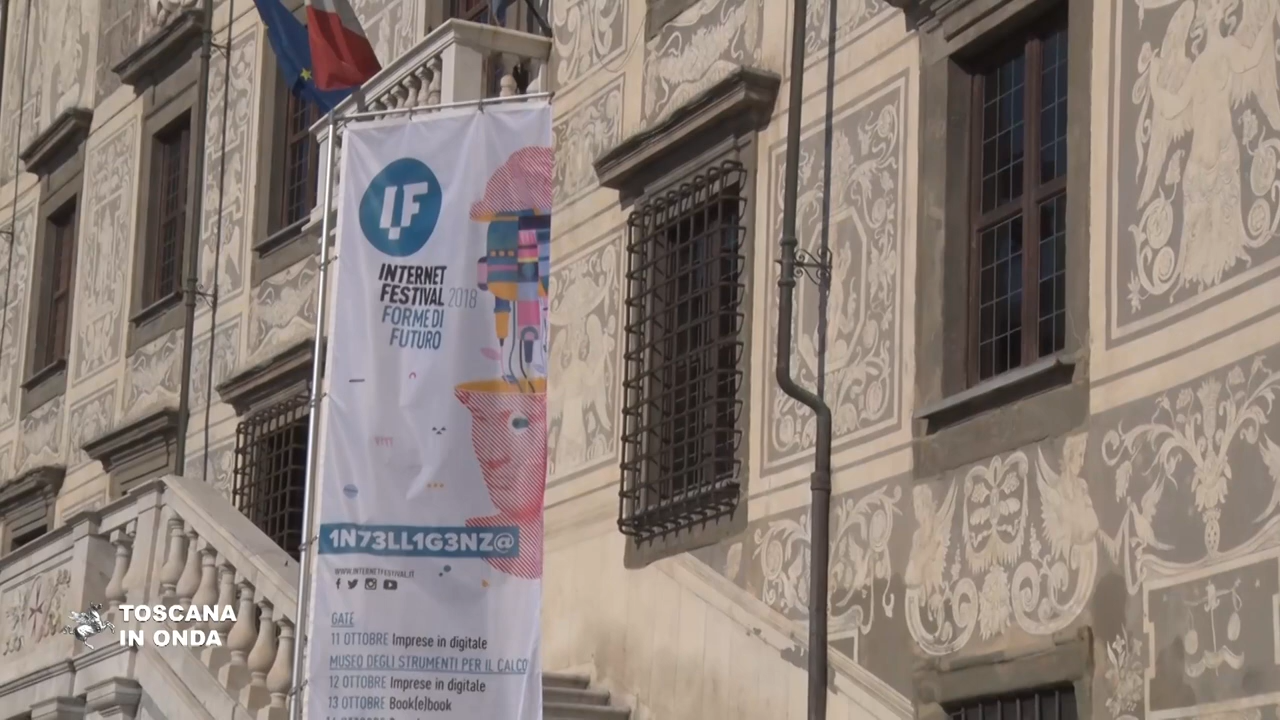 IF
INTERNET
FESTIVAL 2018
FORME DI
FUTURO
1N73LL1G3NZ@
WWW.INTERNETFESTIVAL.IT
GATE
11 OTTOBRE Imprese in digitale
MUSEO DEGLI STRUMENTI PER IL CALCO
12 OTTOBRE Imprese in digitale
13 OTTOBRE Book(e)book
TOSCANA
IN ONDA